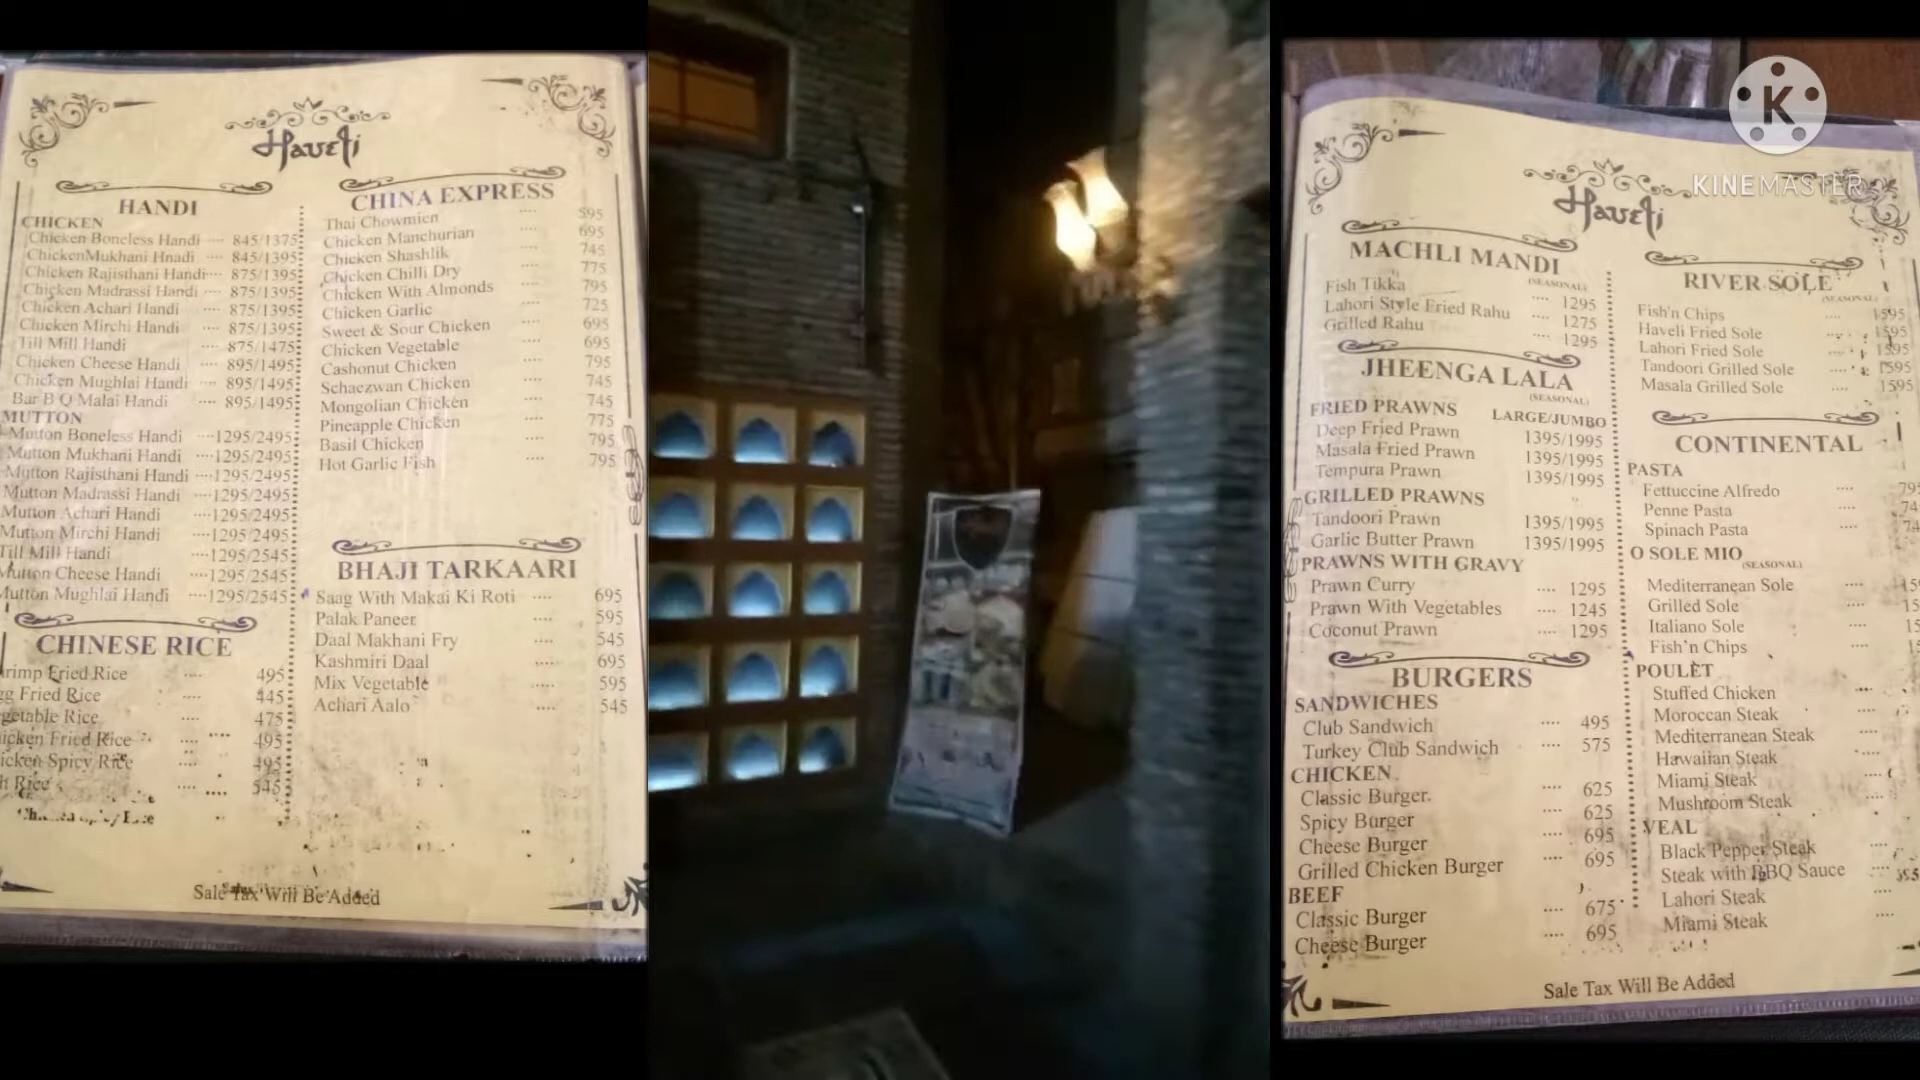 Haveli
HANDI
CHICKEN
Chicken Boneless Handi .... 845/1375
ChickenMukhani Hnadi .... 845/1395
Chicken Rajisthani Handi .... 875/1395
Chicken Madrassi Handi .... 875/1395
Chicken Achari Handi .... 875/1395
Chicken Mirchi Handi .... 875/1395
Till Mill Handi .... 875/1475
Chicken Cheese Handi .... 895/1495
Chicken Mughlai Handi .... 895/1495
Bar B Q Malai Handi .... 895/1495
MUTTON
Mutton Boneless Handi .... 1295/2495
Mutton Mukhani Handi .... 1295/2495
Mutton Rajisthani Handi .... 1295/2495
Mutton Madrassi Handi .... 1295/2495
Mutton Achari Handi .... 1295/2495
Mutton Mirchi Handi .... 1295/2495
Till Mill Handi .... 1295/2545
Mutton Cheese Handi .... 1295/2545
Mutton Mughlai Handi .... 1295/2545
CHINESE RICE
rimp Fried Rice .... 495
gg Fried Rice .... 445
getable Rice .... 475
icken Fried Rice .... 495
icken Spicy Rice .... 495
Rice .... 545
CHINA EXPRESS
Thai Chowmien .... 595
Chicken Manchurian .... 695
Chicken Shashlik .... 745
Chicken Chilli Dry .... 775
Chicken With Almonds .... 795
Chicken Garlic .... 725
Sweet & Sour Chicken .... 695
Chicken Vegetable .... 695
Cashonut Chicken .... 795
Schaezwan Chicken .... 745
Mongolian Chicken .... 745
Pineapple Chicken .... 775
Basil Chicken .... 795
Hot Garlic Fish .... 795
BHAJI TARKAARI
Saag With Makai Ki Roti .... 695
Palak Paneer .... 595
Daal Makhani Fry .... 545
Kashmiri Daal .... 695
Mix Vegetable .... 595
Achari Aalo .... 545
Sale Tax Will Be Added
KINEMASTER
Haveli
MACHLI MANDI
(SEASONAL)
Fish Tikka .... 1295
Lahori Style Fried Rahu .... 1275
Grilled Rahu .... 1295
JHEENGA LALA
(SEASONAL)
FRIED PRAWNS LARGE/JUMBO
Deep Fried Prawn 1395/1995
Masala Fried Prawn 1395/1995
Tempura Prawn 1395/1995
GRILLED PRAWNS
Tandoori Prawn 1395/1995
Garlic Butter Prawn 1395/1995
PRAWNS WITH GRAVY
Prawn Curry .... 1295
Prawn With Vegetables .... 1245
Coconut Prawn .... 1295
BURGERS
SANDWICHES
Club Sandwich .... 495
Turkey Club Sandwich .... 575
CHICKEN
Classic Burger .... 625
Spicy Burger .... 625
Cheese Burger .... 695
Grilled Chicken Burger .... 695
BEEF
Classic Burger .... 675
Cheese Burger .... 695
RIVER SOLE
(SEASONAL)
Fish'n Chips 1595
Haveli Fried Sole .... 1595
Lahori Fried Sole .... 1595
Tandoori Grilled Sole .... 1595
Masala Grilled Sole .... 1595
CONTINENTAL
PASTA
Fettuccine Alfredo .... 795
Penne Pasta .... 74
Spinach Pasta .... 74
O SOLE MIO
(SEASONAL)
Mediterranean Sole ....
Grilled Sole .... 15
Italiano Sole .... 15
Fish'n Chips ....
POULET
Stuffed Chicken
Moroccan Steak
Mediterranean Steak
Hawaiian Steak
Miami Steak
Mushroom Steak
VEAL
Black Pepper Steak
Steak with BBQ Sauce
Lahori Steak
Miami Steak
Sale Tax Will Be Added